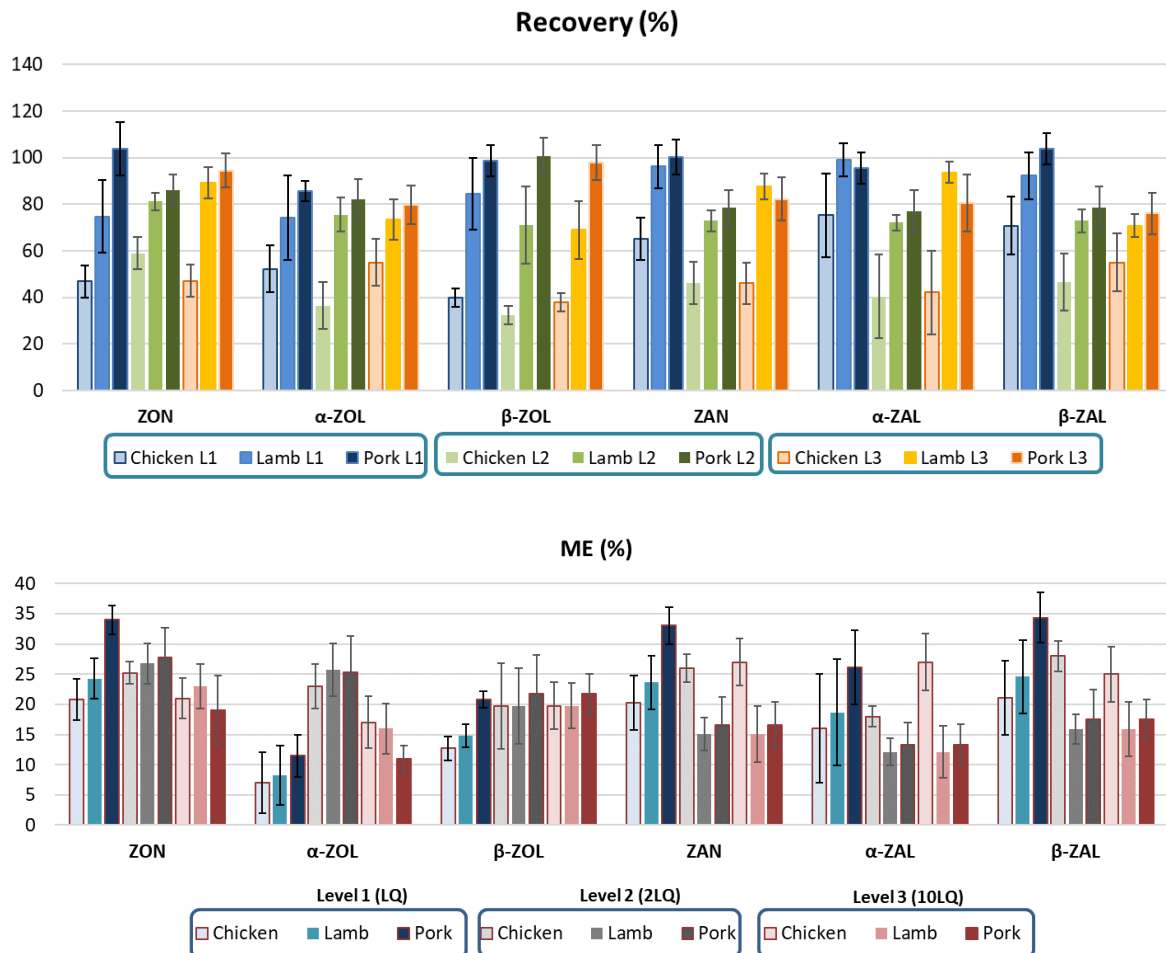 Recovery (%)
140
120
100
80
60
40
20
0
ZON α-ZOL β-ZOL ZAN α-ZAL β-ZAL
Chicken L1 Lamb L1 Pork L1 Chicken L2 Lamb L2 Pork L2 Chicken L3 Lamb L3 Pork L3
ME (%)
40
35
30
25
20
15
10
5
0
ZON α-ZOL β-ZOL ZAN α-ZAL β-ZAL
Level 1 (LQ) Level 2 (2LQ) Level 3 (10LQ)
Chicken Lamb Pork Chicken Lamb Pork Chicken Lamb Pork